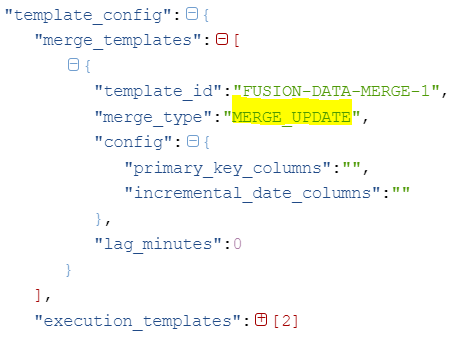 "template_config":{
"merge_templates":[
{
"template_id":"FUSION-DATA-MERGE-1",
"merge_type":"MERGE_UPDATE",
"config":{
"primary_key_columns":"",
"incremental_date_columns":""
},
"lag_minutes":0
}
],
"execution_templates":[2]